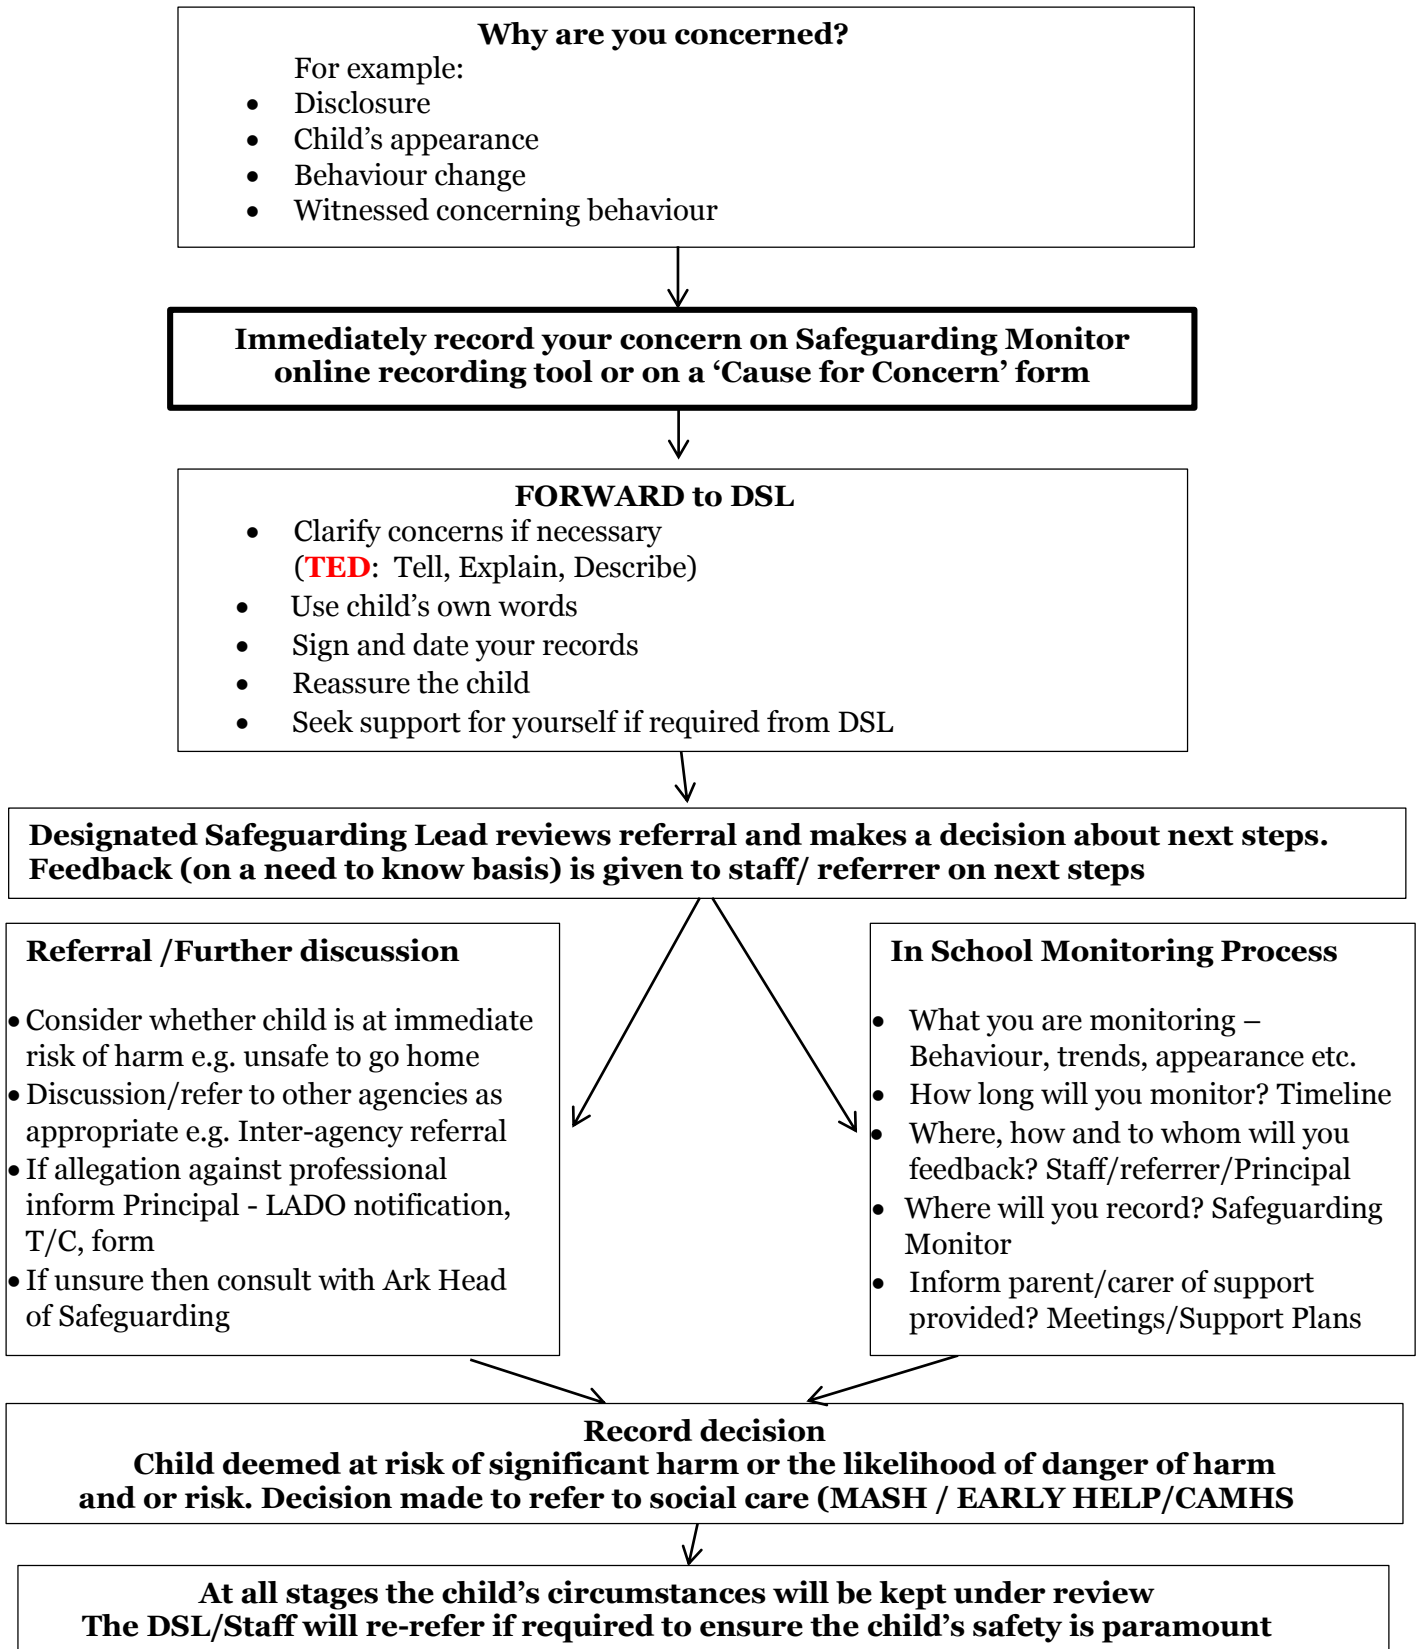 Why are you concerned?
For example:
• Disclosure
• Child’s appearance
• Behaviour change
• Witnessed concerning behaviour
Immediately record your concern on Safeguarding Monitor
online recording tool or on a ‘Cause for Concern’ form
FORWARD to DSL
• Clarify concerns if necessary
(TED: Tell, Explain, Describe)
• Use child’s own words
• Sign and date your records
• Reassure the child
• Seek support for yourself if required from DSL
Designated Safeguarding Lead reviews referral and makes a decision about next steps.
Feedback (on a need to know basis) is given to staff/ referrer on next steps
Referral /Further discussion
• Consider whether child is at immediate
risk of harm e.g. unsafe to go home
• Discussion/refer to other agencies as
appropriate e.g. Inter-agency referral
• If allegation against professional
inform Principal - LADO notification,
T/C, form
• If unsure then consult with Ark Head
of Safeguarding
In School Monitoring Process
• What you are monitoring –
Behaviour, trends, appearance etc.
• How long will you monitor? Timeline
• Where, how and to whom will you
feedback? Staff/referrer/Principal
• Where will you record? Safeguarding
Monitor
• Inform parent/carer of support
provided? Meetings/Support Plans
Record decision
Child deemed at risk of significant harm or the likelihood of danger of harm
and or risk. Decision made to refer to social care (MASH / EARLY HELP/CAMHS
At all stages the child’s circumstances will be kept under review
The DSL/Staff will re-refer if required to ensure the child’s safety is paramount